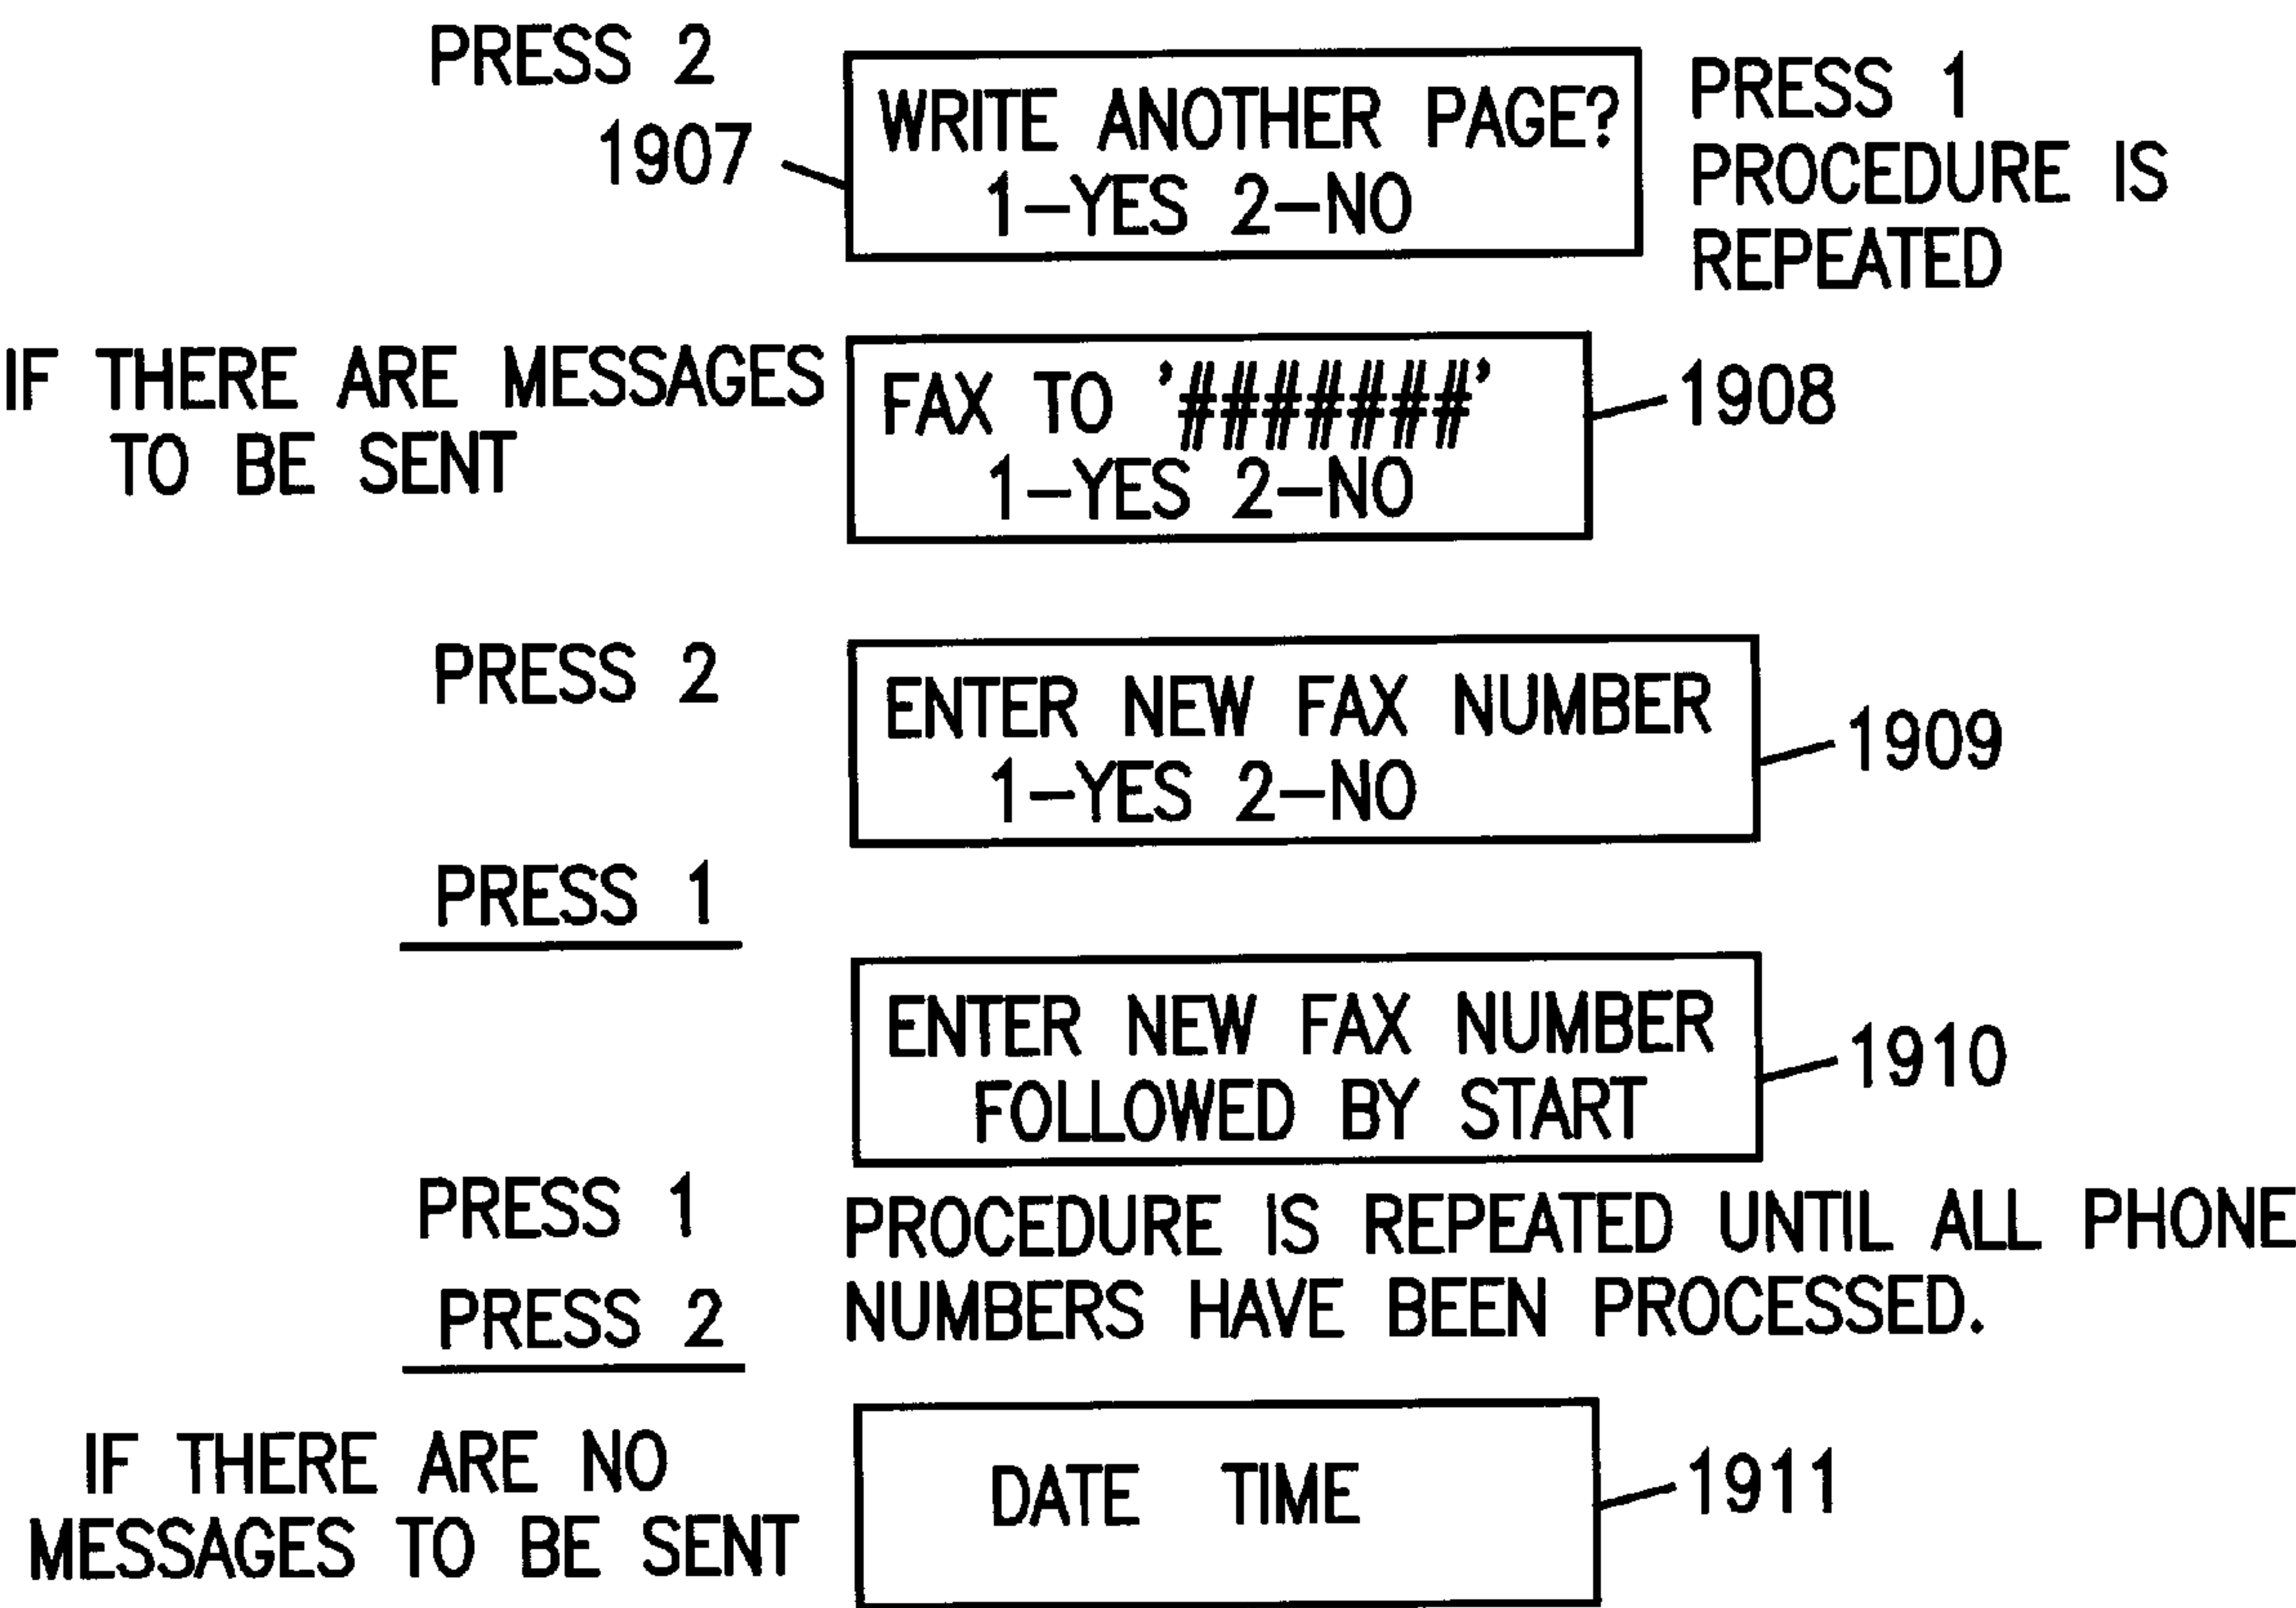 PRESS 2
1907
WRITE ANOTHER PAGE?
1-YES 2-NO
PRESS 1
PROCEDURE IS
REPEATED
IF THERE ARE MESSAGES
TO BE SENT
FAX TO '#######'
1-YES 2-NO
1908
PRESS 2
ENTER NEW FAX NUMBER
1-YES 2-NO
1909
PRESS 1
ENTER NEW FAX NUMBER
FOLLOWED BY START
1910
PRESS 1
PROCEDURE IS REPEATED UNTIL ALL PHONE
NUMBERS HAVE BEEN PROCESSED.
PRESS 2
IF THERE ARE NO
MESSAGES TO BE SENT
DATE TIME
1911